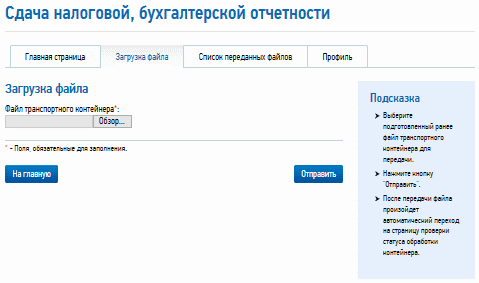 Сдача налоговой, бухгалтерской отчетности
Главная страница Загрузка файла Список переданных файлов Профиль
Загрузка файла
Файл транспортного контейнера*:
Обзор...
* - Поля, обязательные для заполнения.
На главную Отправить
Подсказка
Выберите
подготовленный ранее
файл транспортного
контейнера для
передачи.
Нажмите кнопку
"Отправить".
После передачи файла
произойдет
автоматический переход
на страницу проверки
статуса обработки
контейнера.